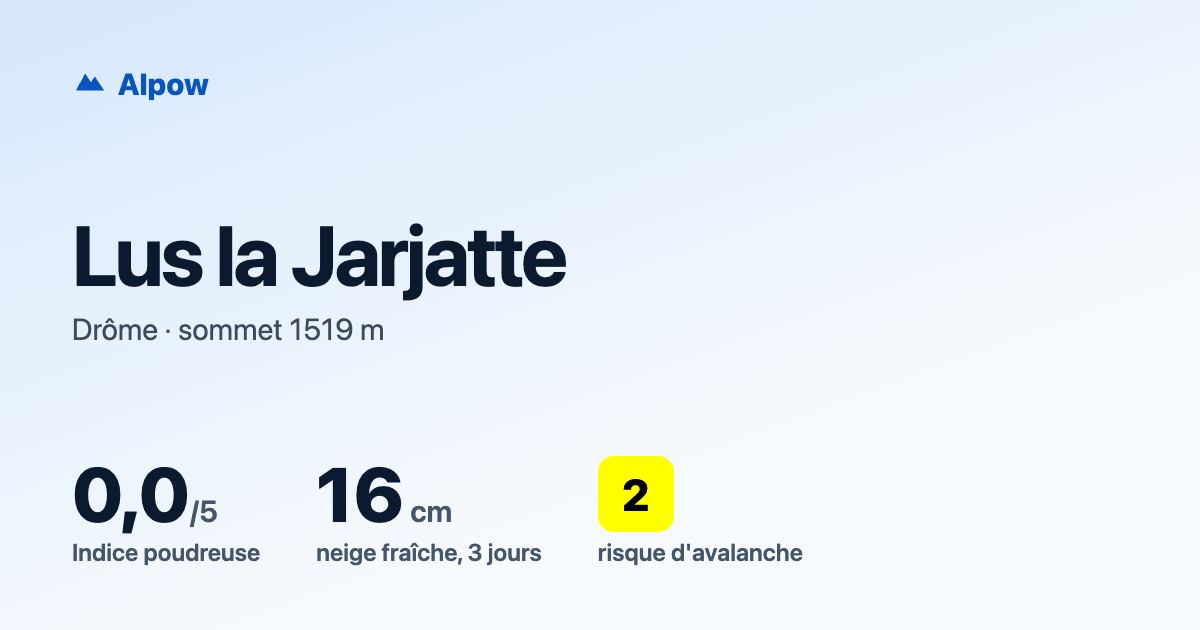 Alpow
Lus la Jarjatte
Drôme · sommet 1519 m
0,0/5
Indice poudreuse
16 cm
neige fraîche, 3 jours
2
risque d'avalanche